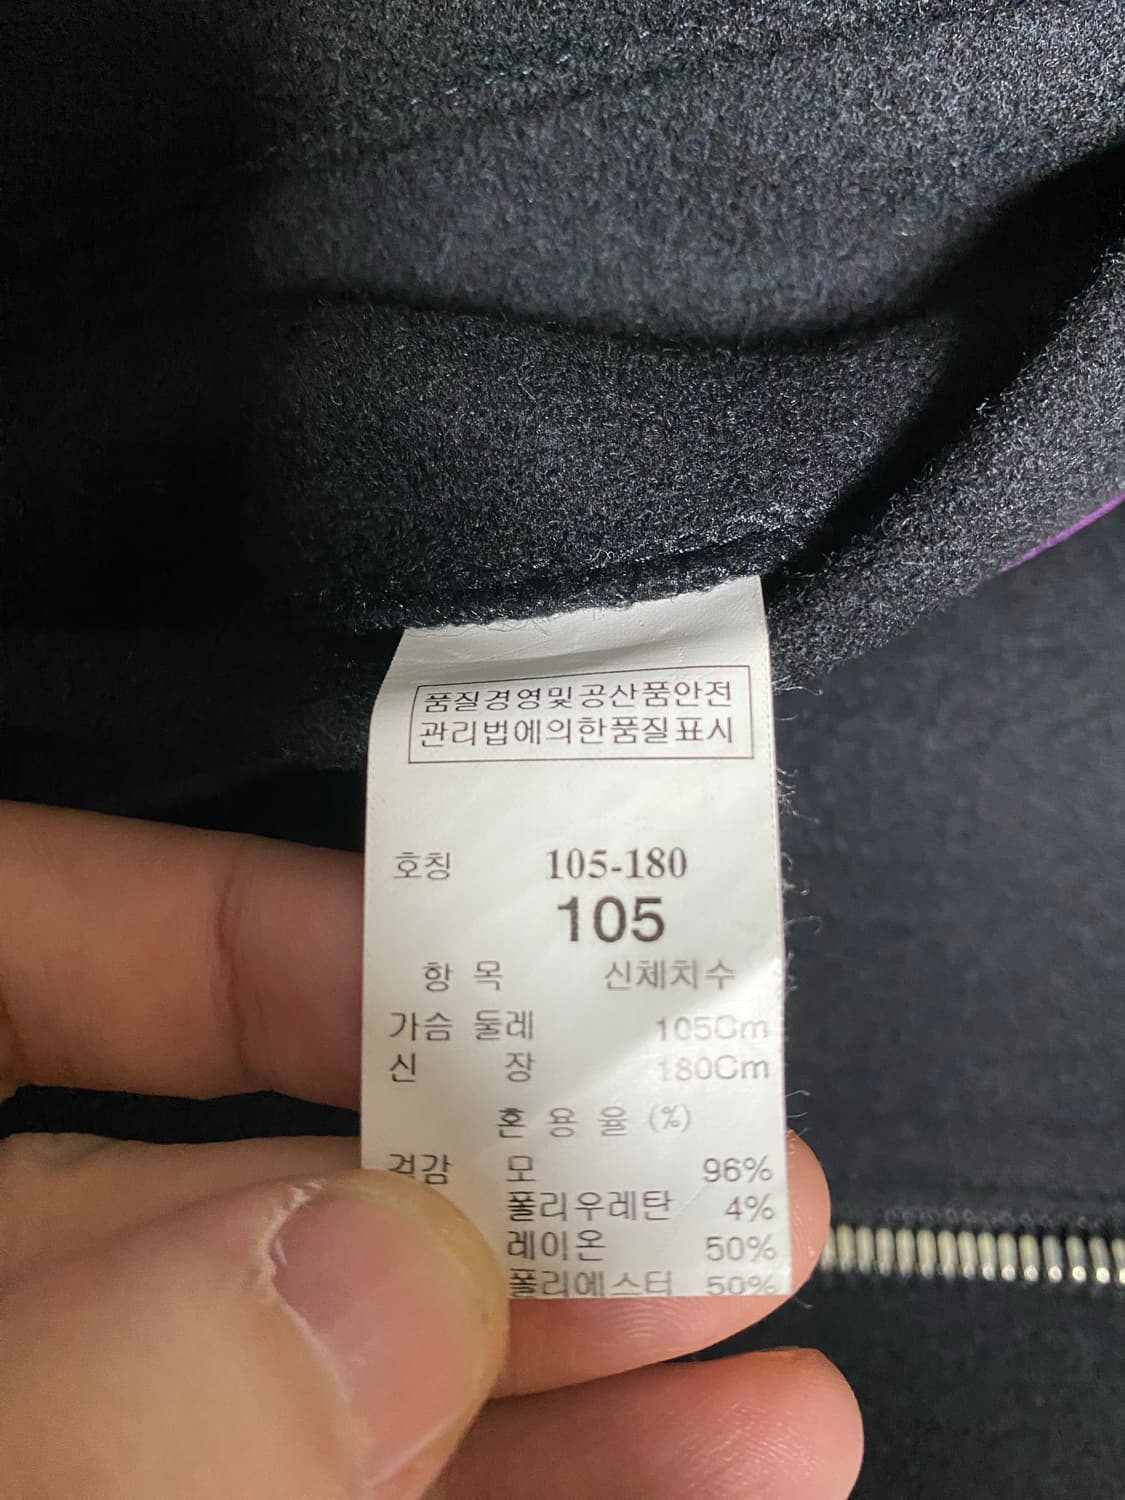 품질경영및공산품안전
관리법에의한품질표시
호칭 105-180
105
항 목 신체치수
가슴 둘레 105Cm
신 장 180Cm
혼 용 율 (%)
겉감 모 96%
폴리우레탄 4%
레이온 50%
폴리에스터 50%